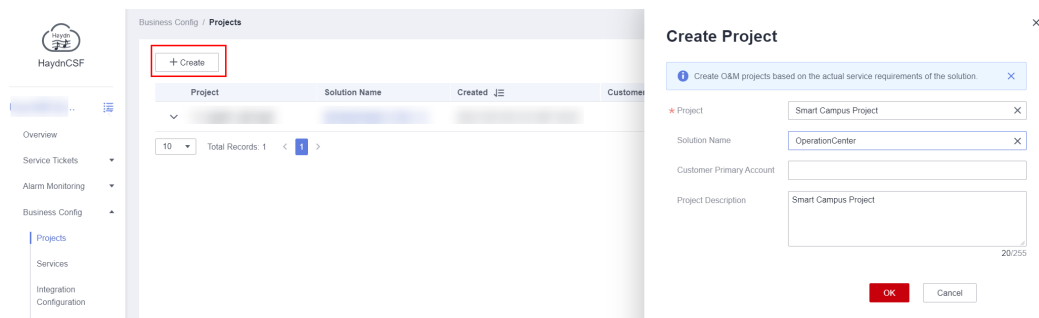 Haydn
HaydnCSF
Overview
Service Tickets
Alarm Monitoring
Business Config
Projects
Services
Integration
Configuration
Business Config / Projects
+ Create
Project Solution Name Created Customer
10 Total Records: 1 < 1 >
Create Project
Create O&M projects based on the actual service requirements of the solution.
* Project Smart Campus Project
Solution Name OperationCenter
Customer Primary Account
Project Description Smart Campus Project
20/255
OK Cancel